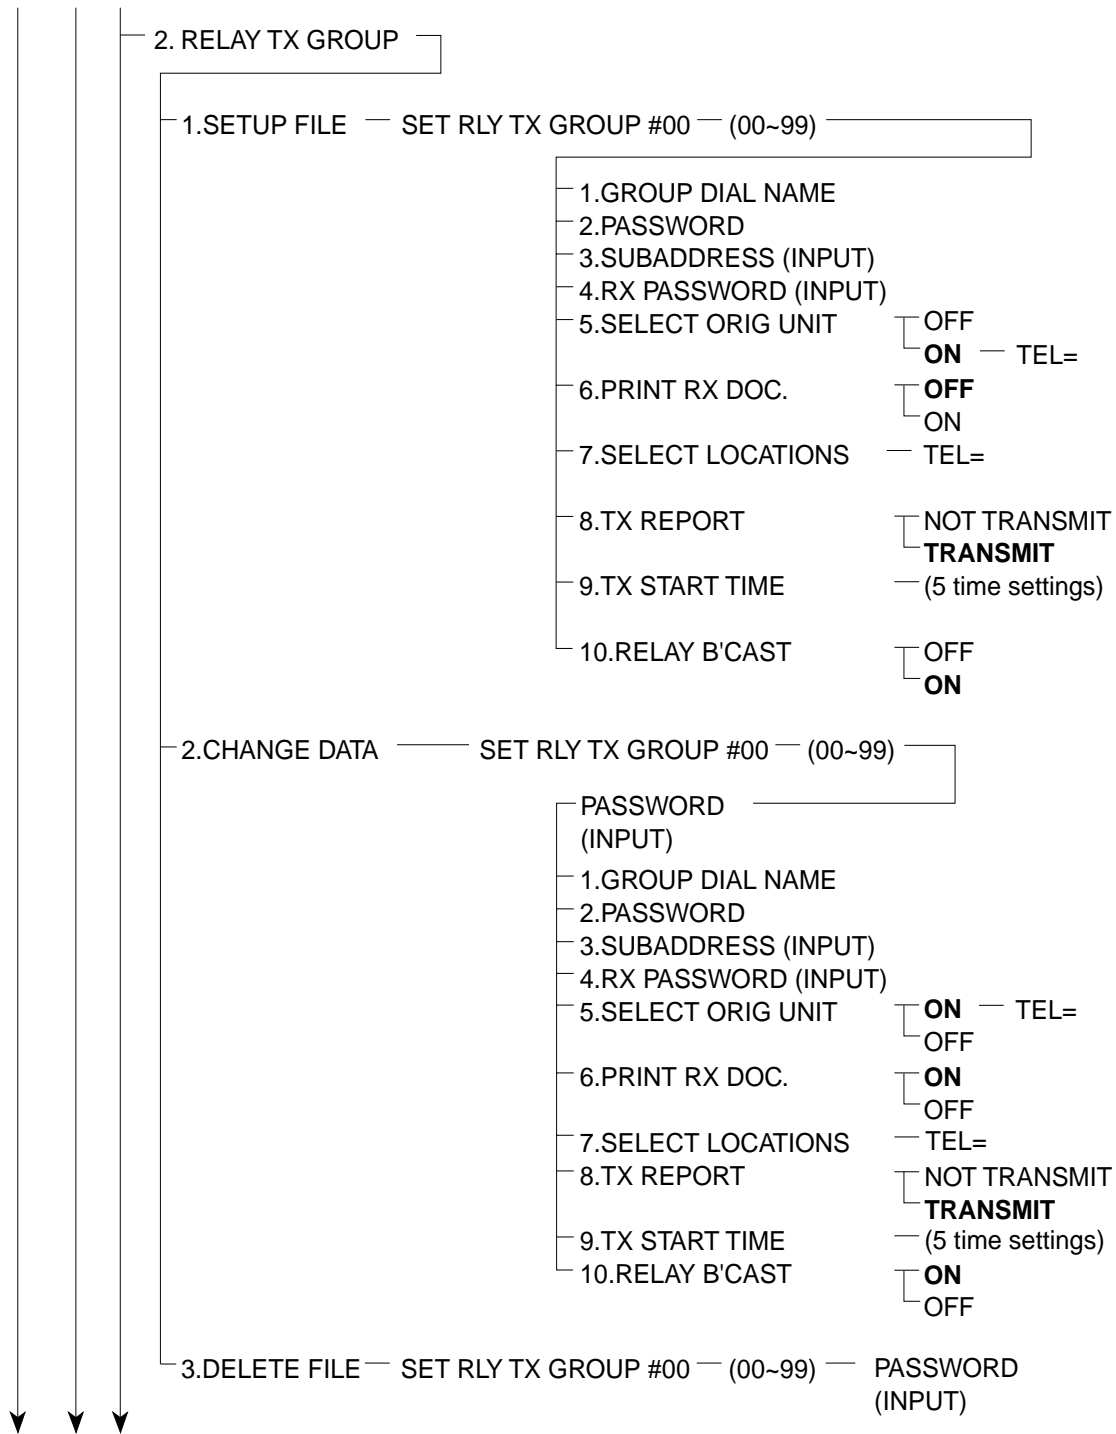 2. RELAY TX GROUP
1.SETUP FILE SET RLY TX GROUP #00 (00~99)
1.GROUP DIAL NAME
2.PASSWORD
3.SUBADDRESS (INPUT)
4.RX PASSWORD (INPUT)
5.SELECT ORIG UNIT OFF
ON TEL=
6.PRINT RX DOC. OFF
ON
7.SELECT LOCATIONS TEL=
8.TX REPORT NOT TRANSMIT
TRANSMIT
9.TX START TIME (5 time settings)
10.RELAY B'CAST OFF
ON
2.CHANGE DATA SET RLY TX GROUP #00 (00~99)
PASSWORD
(INPUT)
1.GROUP DIAL NAME
2.PASSWORD
3.SUBADDRESS (INPUT)
4.RX PASSWORD (INPUT)
5.SELECT ORIG UNIT ON TEL=
OFF
6.PRINT RX DOC. ON
OFF
7.SELECT LOCATIONS TEL=
8.TX REPORT NOT TRANSMIT
TRANSMIT
9.TX START TIME (5 time settings)
10.RELAY B'CAST ON
OFF
3.DELETE FILE SET RLY TX GROUP #00 (00~99) PASSWORD
(INPUT)